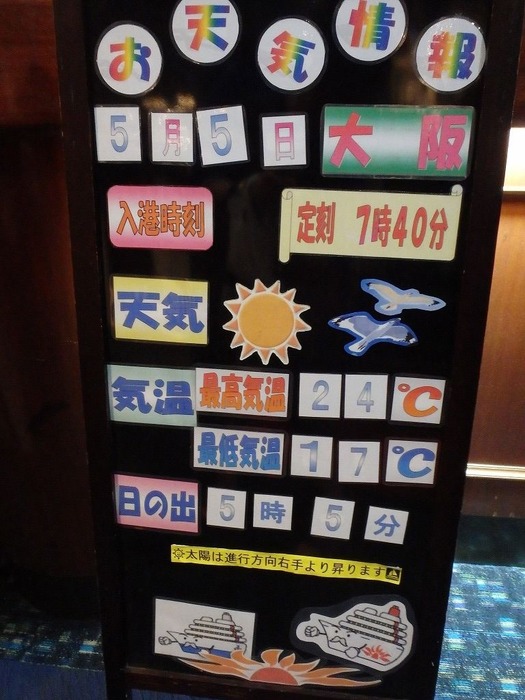 お天気情報
5月5日 大阪
入港時刻 定刻 7時40分
天気
気温 最高気温 24℃
最低気温 17℃
日の出 5時 5分
太陽は進行方向右手より昇ります